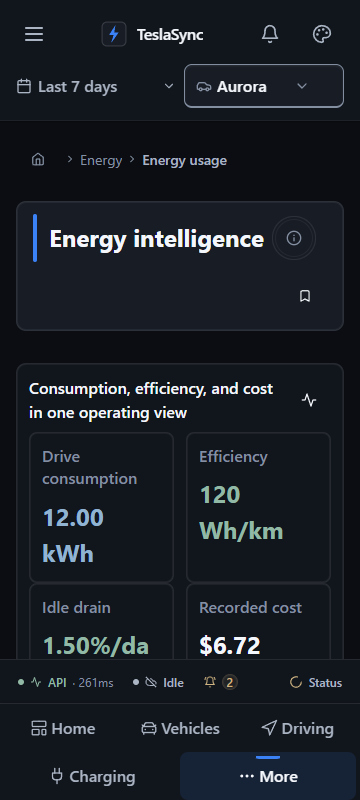 TeslaSync
Last 7 days
Aurora
Energy
Energy usage
Energy intelligence
Consumption, efficiency, and cost
in one operating view
Drive
consumption
12.00
kWh
Efficiency
120
Wh/km
Idle drain
1.50%/da
Recorded cost
$6.72
API · 261ms
Idle
2
Status
Home
Vehicles
Driving
Charging
More